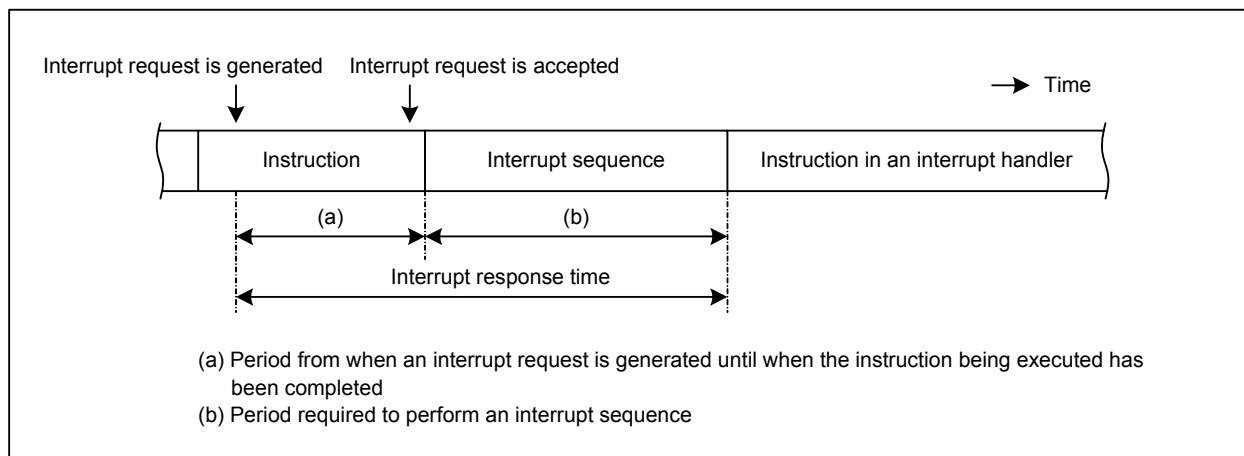 Interrupt request is generated
Interrupt request is accepted
Time
Instruction
Interrupt sequence
Instruction in an interrupt handler
(a)
(b)
Interrupt response time
(a) Period from when an interrupt request is generated until when the instruction being executed has
been completed
(b) Period required to perform an interrupt sequence